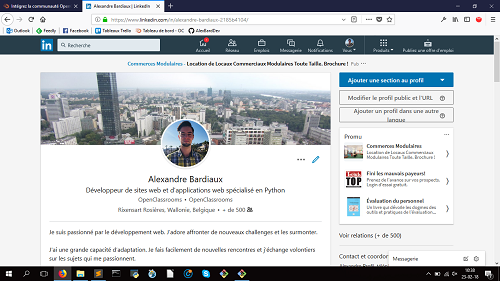 Intégrez la communauté Open
Alexandre Bardiaux | LinkedIn
https://www.linkedin.com/in/alexandre-bardiaux-2185b4104/
Outlook
Feedly
Facebook
Tableau Trello
Tableau de bord - OC
AlexBardDev
in
Recherche
Accueil
Réseau
Emplois
Messagerie
Notifications
Vous
Produits
Publiez une offre d'emploi
Commerces Modulaires - Location de Locaux Commerciaux Modulaires Toute Taille. Brochure ! Pub
Alexandre Bardiaux
Développeur de sites web et d'applications web spécialisé en Python
OpenClassrooms • OpenClassrooms
Rixensart Rosières, Wallonie, Belgique • + de 500
Je suis passionné par le développement web. J'adore affronter de nouveaux challenges et les surmonter.
J'ai une grande capacité d'adaptation. Je fais facilement de nouvelles rencontres et j'échange volontiers
sur les sujets qui me passionnent.
Ajouter une section au profil
Modifier le profil public et l'URL
Ajouter un profil dans une autre
langue
Promu
Commerces Modulaires
Location de Locaux Commerciaux
Modulaires Toute Taille. Brochure !
Fini les mauvais payeurs!
Prenez de l'avance sur vos prospects.
Login d'essai gratuit.
Évaluation du personnel
Un livre qui dévoile les dogmes des
outils et pratiques de l'évaluation...
Voir relations (+ de 500)
Contact et coordonn
Messagerie
10:38
23-02-18